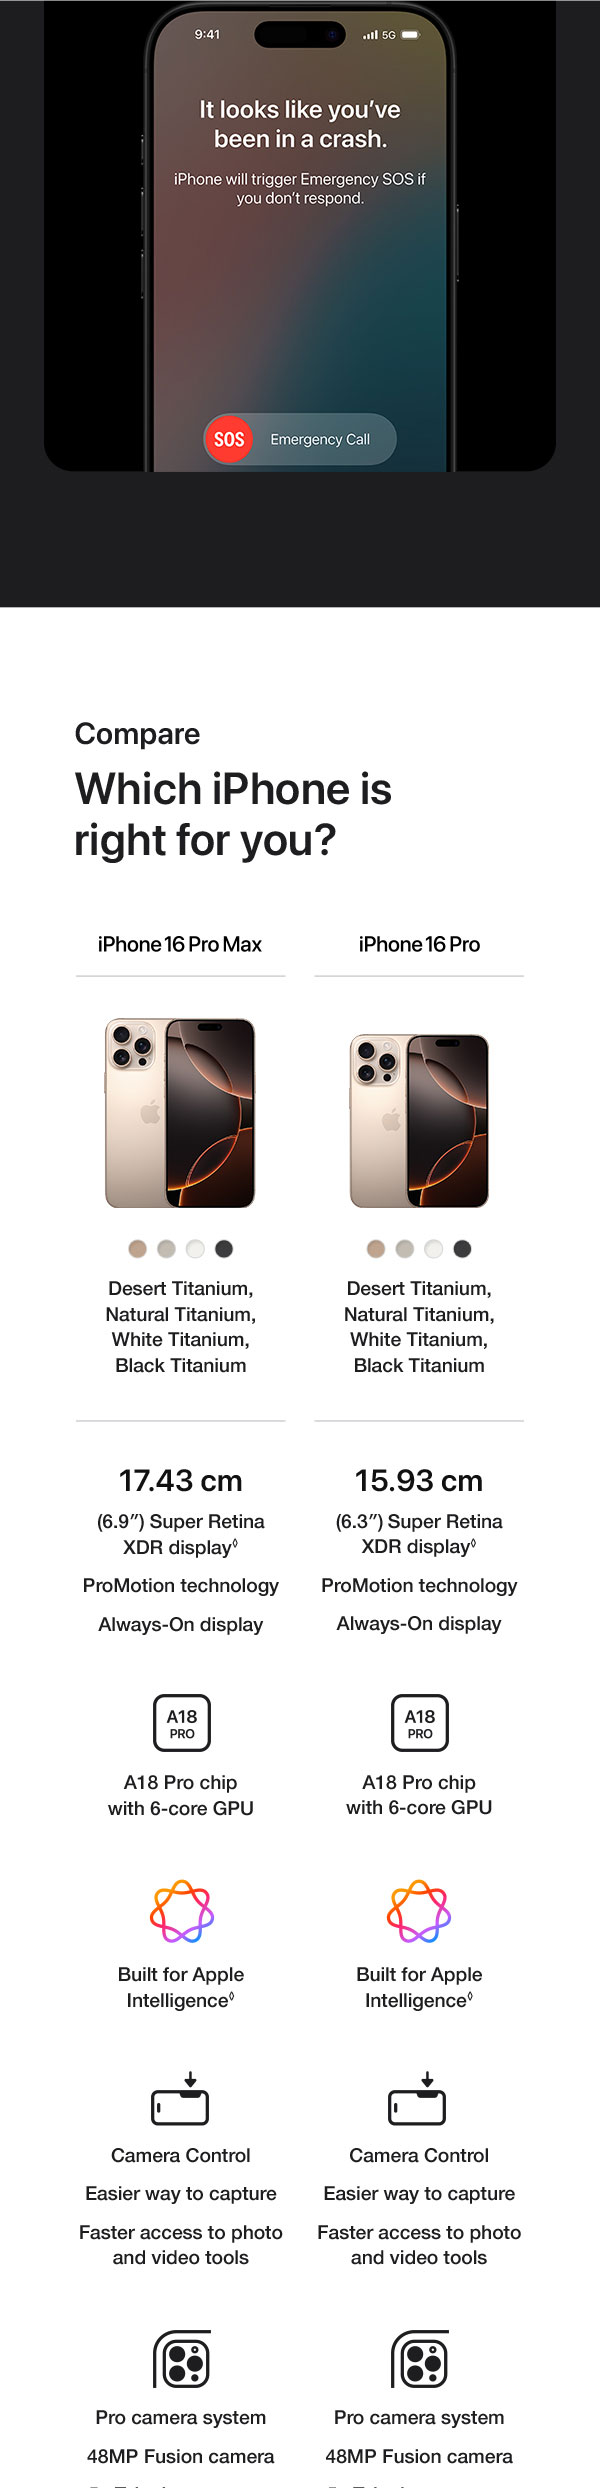 9:41
5G
It looks like you've
been in a crash.
iPhone will trigger Emergency SOS if
you don't respond.
SOS Emergency Call
Compare
Which iPhone is
right for you?
iPhone 16 Pro Max
iPhone 16 Pro
Desert Titanium,
Natural Titanium,
White Titanium,
Black Titanium
Desert Titanium,
Natural Titanium,
White Titanium,
Black Titanium
17.43 cm
(6.9″) Super Retina
XDR display◊
ProMotion technology
Always-On display
15.93 cm
(6.3″) Super Retina
XDR display◊
ProMotion technology
Always-On display
A18
PRO
A18 Pro chip
with 6-core GPU
A18
PRO
A18 Pro chip
with 6-core GPU
Built for Apple
Intelligence◊
Built for Apple
Intelligence◊
Camera Control
Easier way to capture
Faster access to photo
and video tools
Camera Control
Easier way to capture
Faster access to photo
and video tools
Pro camera system
48MP Fusion camera
Pro camera system
48MP Fusion camera